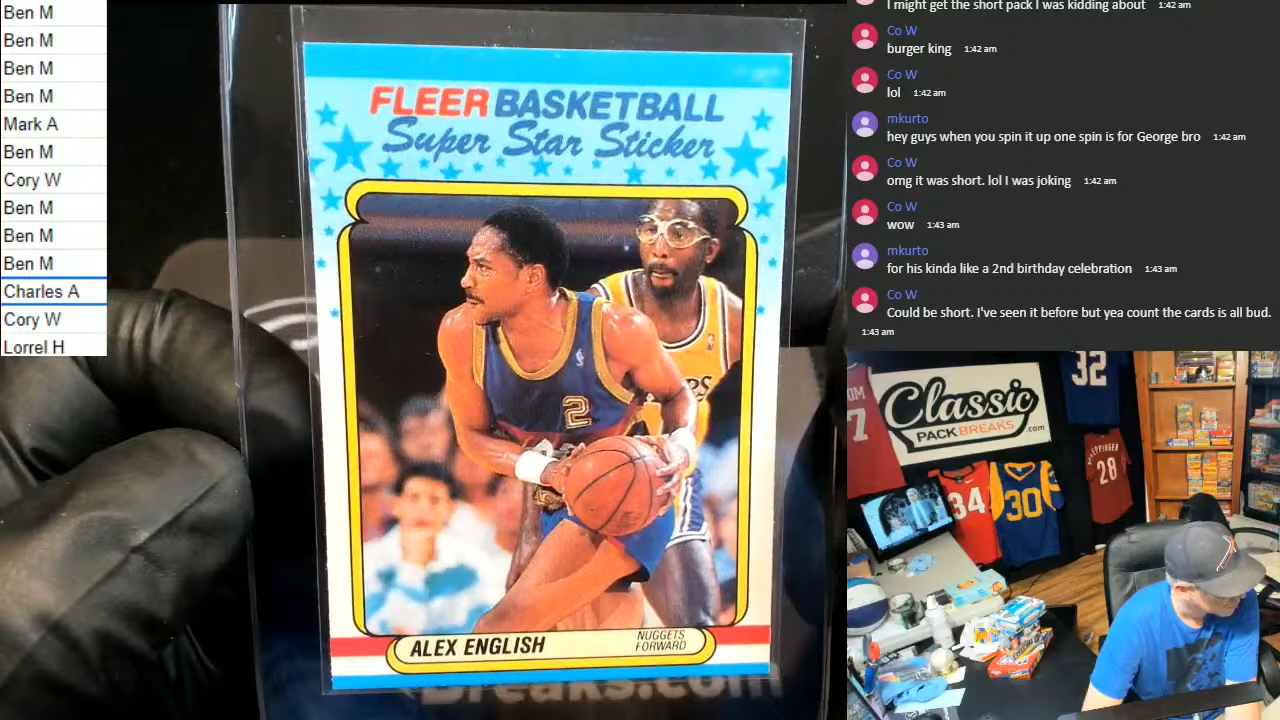 Ben M
Ben M
Ben M
Ben M
Mark A
Ben M
Cory W
Ben M
Ben M
Ben M
Charles A
Cory W
Lorrel H
FLEER BASKETBALL
Super Star Sticker
2
ALEX ENGLISH
NUGGETS
FORWARD
Breaks.com
I might get the short pack I was kidding about 1:42 am
Co W
burger king 1:42 am
Co W
lol 1:42 am
mkurto
hey guys when you spin it up one spin is for George bro 1:42 am
Co W
omg it was short. lol I was joking 1:42 am
Co W
wow 1:43 am
mkurto
for his kinda like a 2nd birthday celebration 1:43 am
Co W
Could be short. I've seen it before but yea count the cards is all bud.
1:43 am
Classic
PACK BREAKS.com
32
7
34
30
28